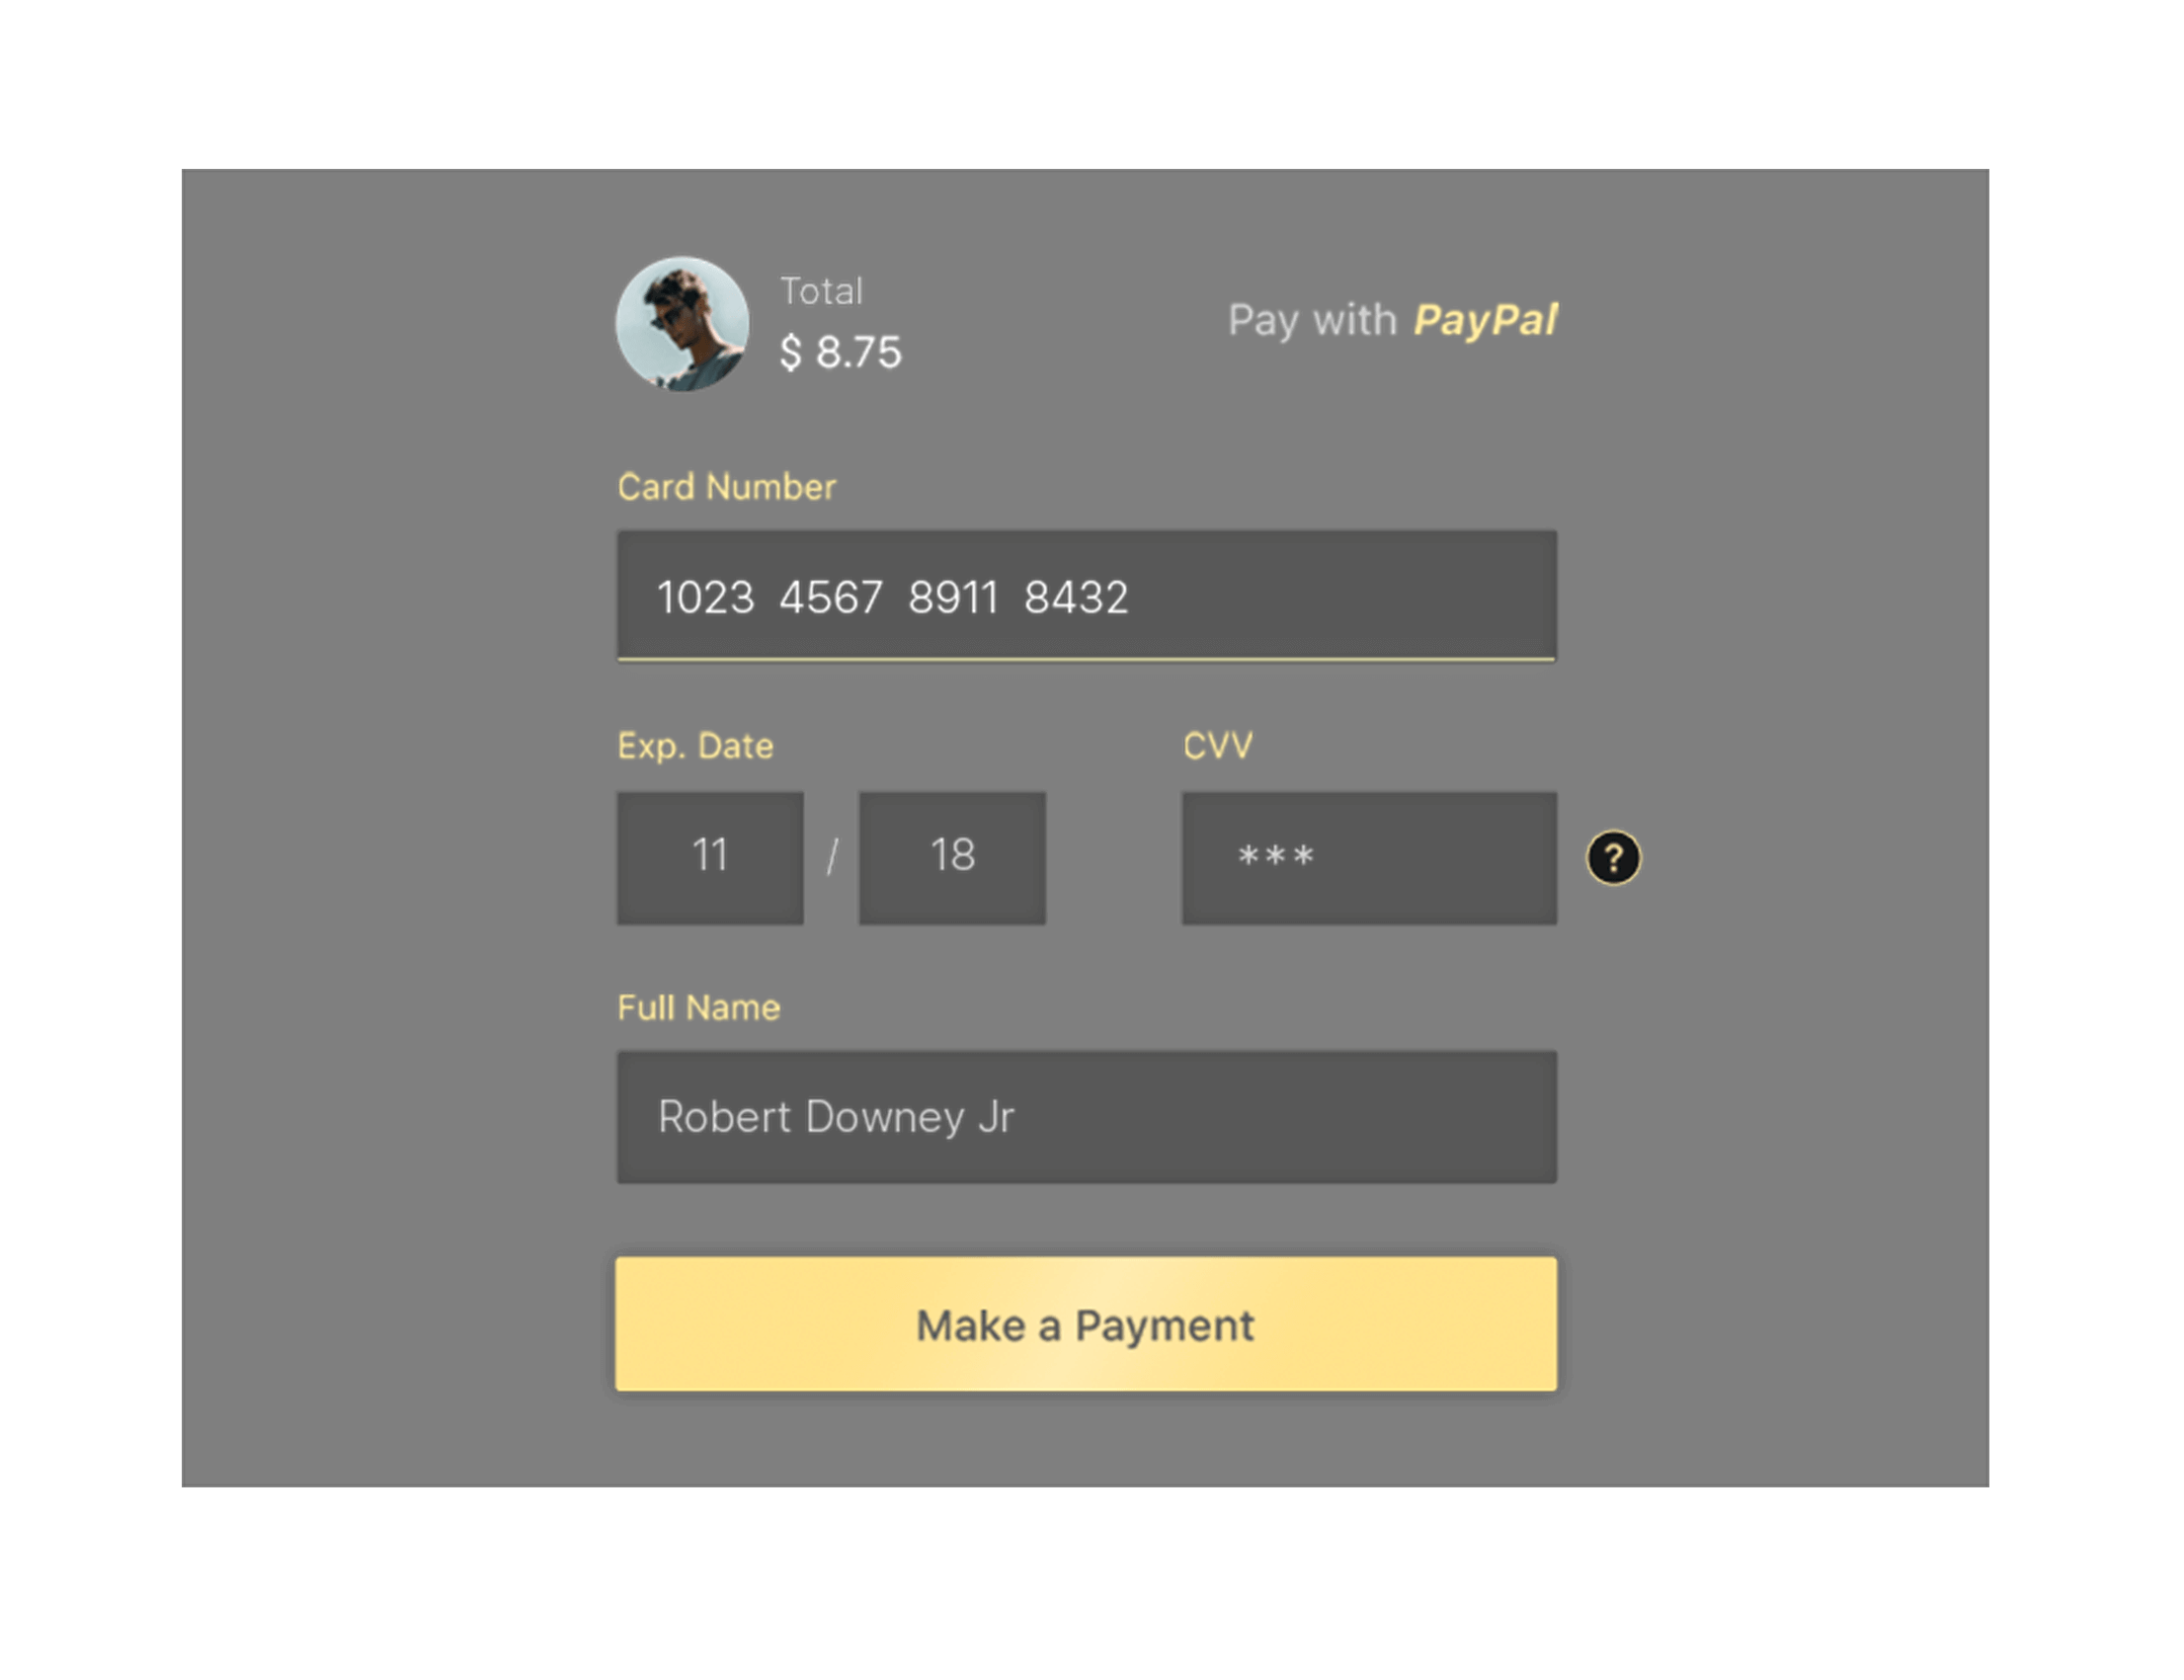 Total
$ 8.75
Pay with PayPal
Card Number
1023 4567 8911 8432
Exp. Date
CVV
11 / 18
***
?
Full Name
Robert Downey Jr
Make a Payment